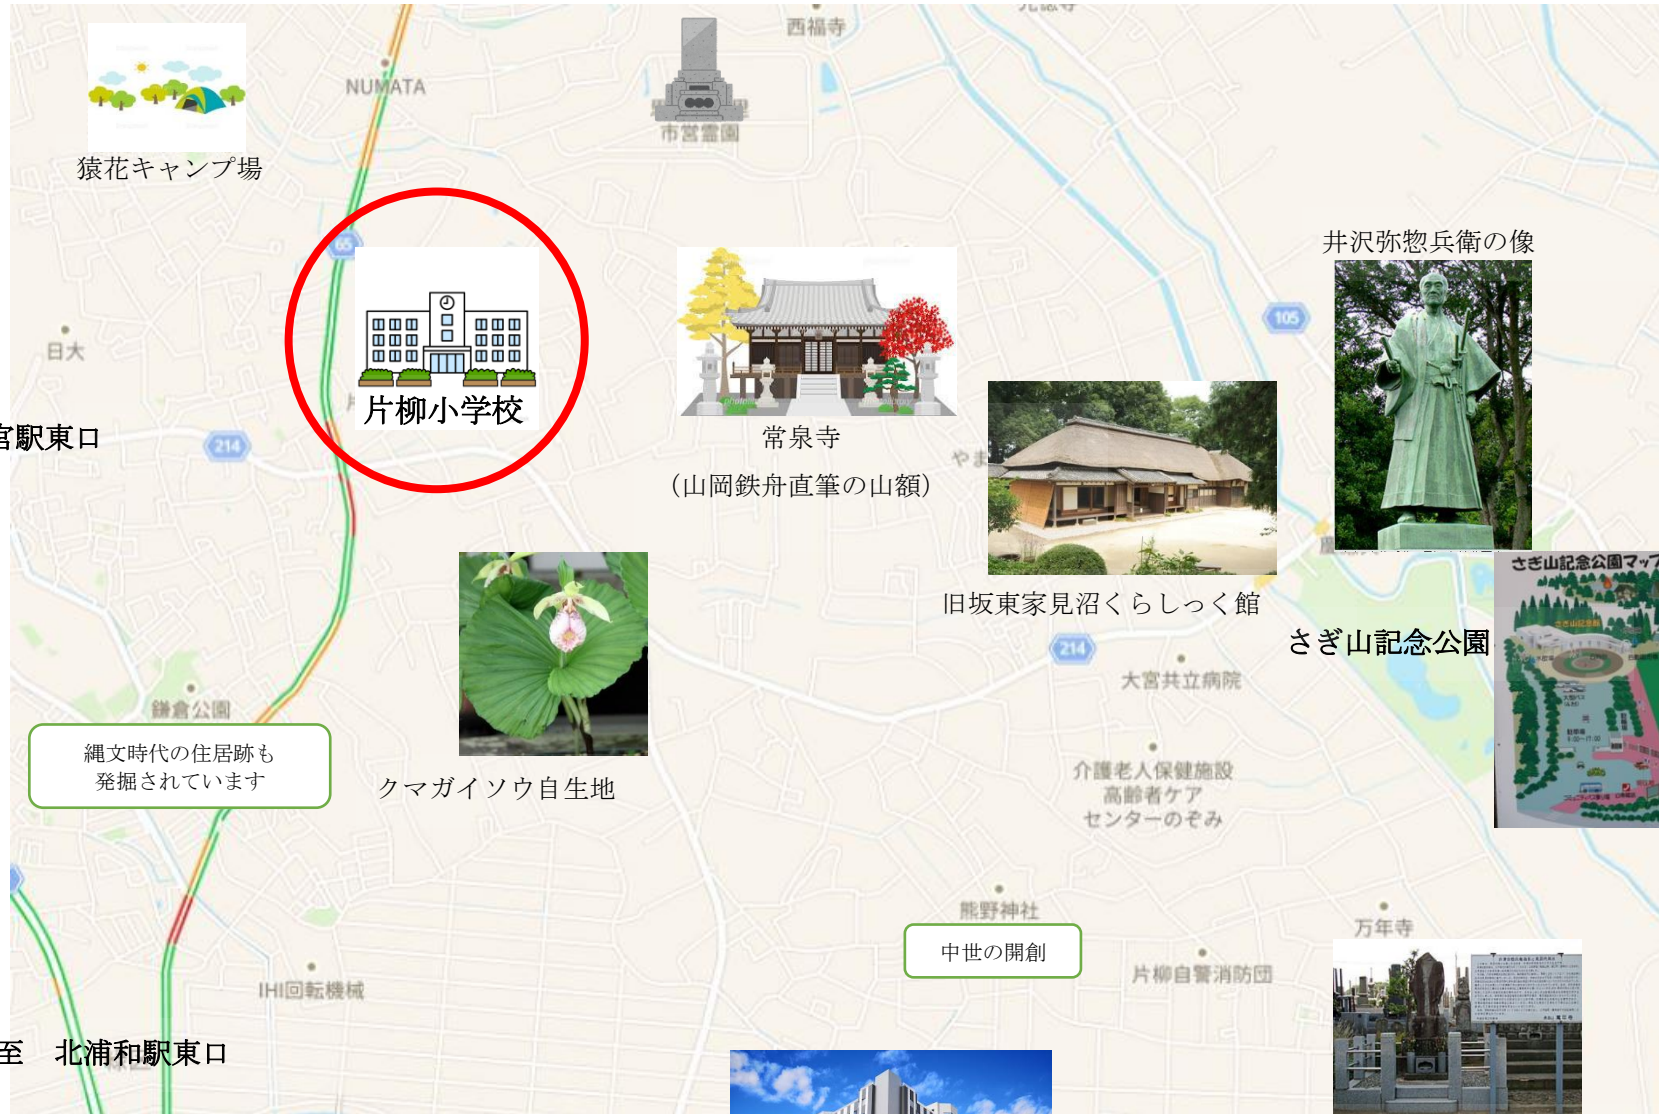 西福寺
NUMATA
市営霊園
猿花キャンプ場
井沢弥惣兵衛の像
65
105
日大
片柳小学校
宮駅東口
214
常泉寺
(山岡鉄舟直筆の山額)
やま
さぎ山記念公園マップ
旧坂東家見沼くらしっく館
さぎ山記念公園
214
大宮共立病院
鎌倉公園
縄文時代の住居跡も
発掘されています
クマガイソウ自生地
介護老人保健施設
高齢者ケア
センターのぞみ
熊野神社
中世の開創
万年寺
片柳自警消防団
IHI回転機械
至 北浦和駅東口